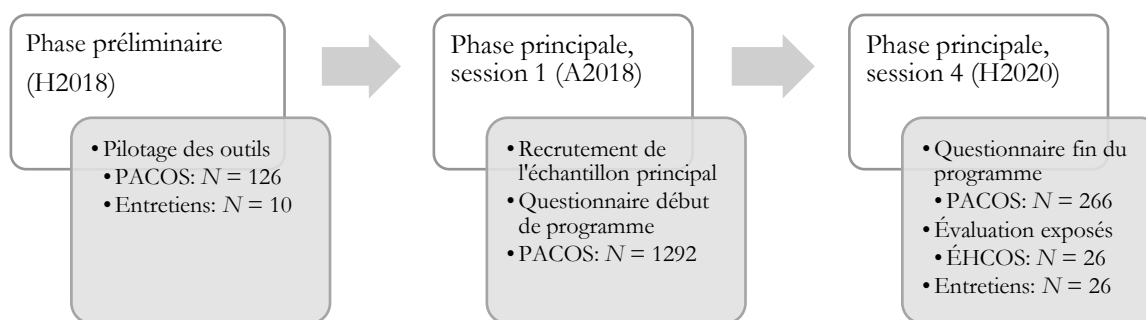 Phase préliminaire
(H2018)
• Pilotage des outils
• PACOS: N = 126
• Entretiens: N = 10
Phase principale,
session 1 (A2018)
• Recrutement de
l'échantillon principal
• Questionnaire début
de programme
• PACOS: N = 1292
Phase principale,
session 4 (H2020)
• Questionnaire fin du
programme
• PACOS: N = 266
• Évaluation exposés
• ÉHCOS: N = 26
• Entretiens: N = 26